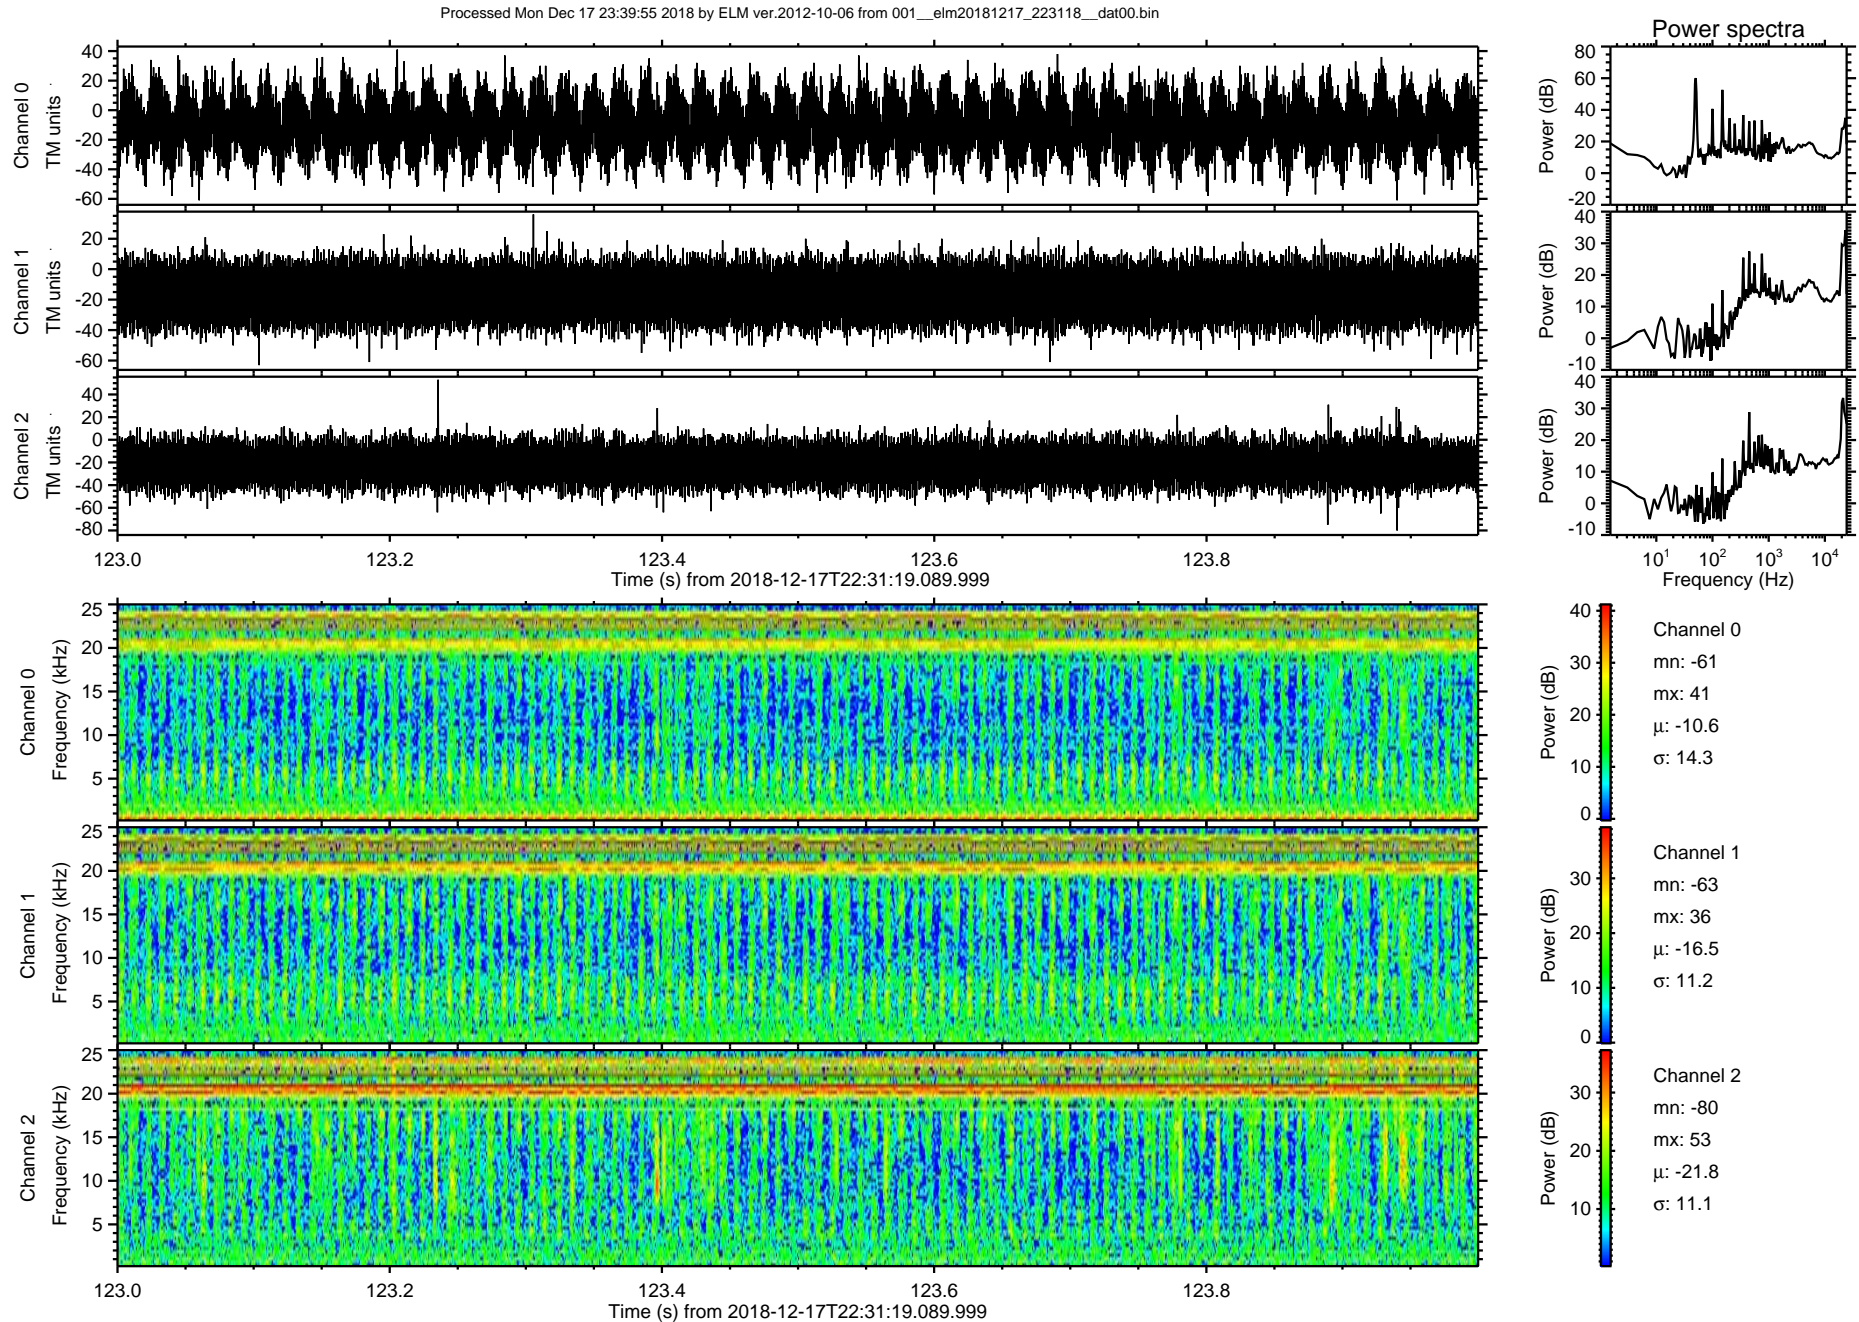 Processed Mon Dec 17 23:39:55 2018 by ELM ver.2012-10-06 from 001__elm20181217_223118__dat00.bin
Power spectra
Channel 0
TM units
40
20
0
-20
-40
-60
Power (dB)
80
60
40
20
0
-20
Channel 1
TM units
20
0
-20
-40
-60
Power (dB)
40
30
20
10
0
-10
Channel 2
TM units
40
20
0
-20
-40
-60
-80
Power (dB)
40
30
20
10
0
-10
123.0 123.2 123.4 123.6 123.8
Time (s) from 2018-12-17T22:31:19.089.999
10¹ 10² 10³ 10⁴
Frequency (Hz)
Channel 0
Frequency (kHz)
25
20
15
10
5
Power (dB)
40
30
20
10
0
Channel 0
mn: -61
mx: 41
μ: -10.6
σ: 14.3
Channel 1
Frequency (kHz)
25
20
15
10
5
Power (dB)
30
20
10
0
Channel 1
mn: -63
mx: 36
μ: -16.5
σ: 11.2
Channel 2
Frequency (kHz)
25
20
15
10
5
Power (dB)
30
20
10
Channel 2
mn: -80
mx: 53
μ: -21.8
σ: 11.1
123.0 123.2 123.4 123.6 123.8
Time (s) from 2018-12-17T22:31:19.089.999